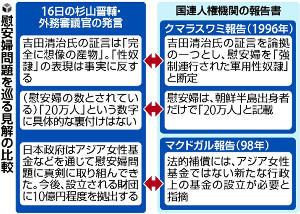 慰安婦問題を巡る見解の比較
16日の杉山晋輔・
外務審議官の発言
吉田清治氏の証言は「完
全に想像の産物」。「性奴
隷」の表現は事実に反す
る
(慰安婦の数とされてい
る)「20万人」という数字
に具体的な裏付けはない
日本政府はアジア女性基
金などを通じて慰安婦問
題に真剣に取り組んでき
た。今後、設立される財団
に10億円程度を拠出する
国連人権機関の報告書
クマラスワミ報告(1996年)
吉田清治氏の証言を論拠
の一つとし、慰安婦を「強
制連行された軍用性奴隷」
と断定
慰安婦は、朝鮮半島出身者
だけで「20万人」と記載
マクドガル報告(98年)
法的補償には、アジア女性
基金ではない新たな行政
上の基金の設立が必要と
指摘